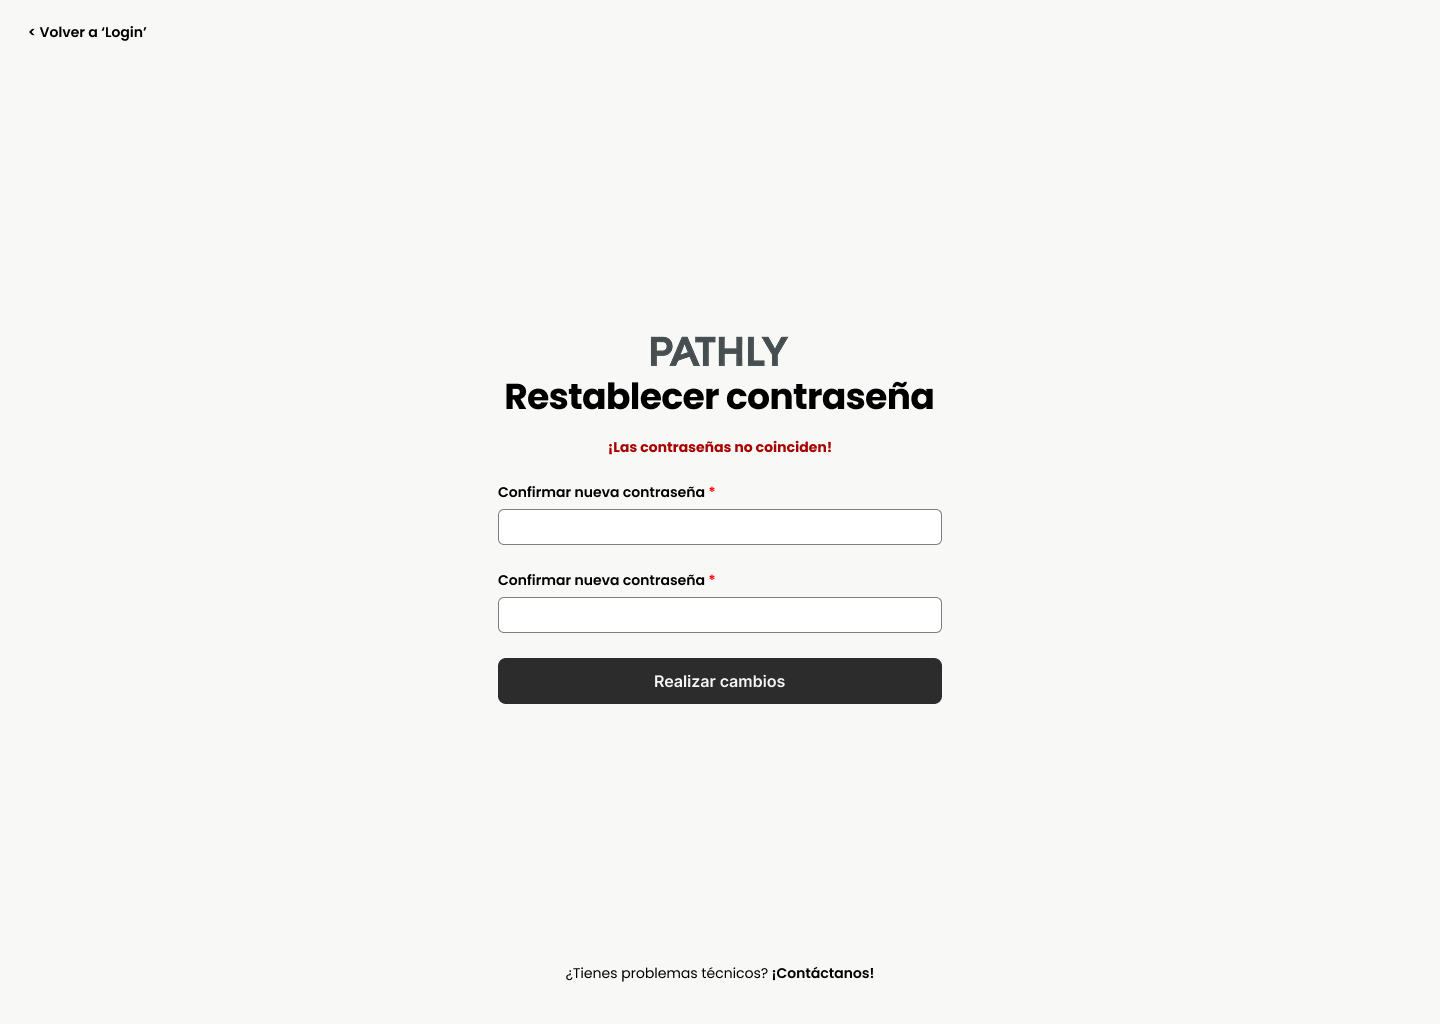 < Volver a ‘Login’
PATHLY
Restablecer contraseña
¡Las contraseñas no coinciden!
Confirmar nueva contraseña *
Confirmar nueva contraseña *
Realizar cambios
¿Tienes problemas técnicos? ¡Contáctanos!